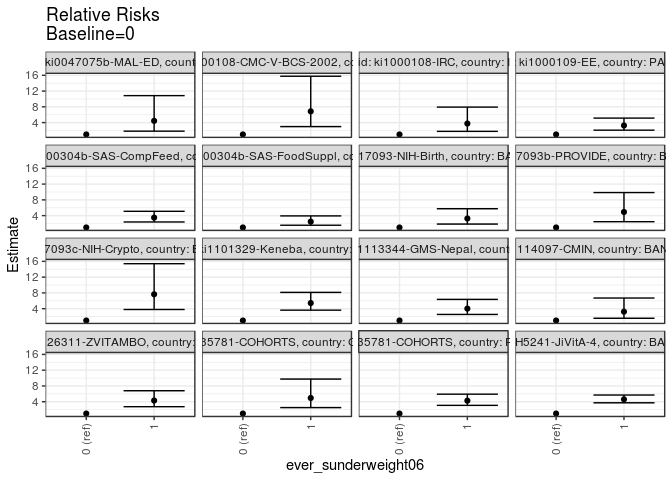 Relative Risks
Baseline=0
ki0047075b-MAL-ED, count
00108-CMC-V-BCS-2002, co
id: ki1000108-IRC, country:
ki1000109-EE, country: PA
16
12
8
4
00304b-SAS-CompFeed, co
00304b-SAS-FoodSuppl, co
17093-NIH-Birth, country: BA
7093b-PROVIDE, country: B
16
12
8
4
7093c-NIH-Crypto, country:
i1101329-Keneba, country:
1113344-GMS-Nepal, count
114097-CMIN, country: BAN
16
12
8
4
26311-ZVITAMBO, country:
35781-COHORTS, country:
35781-COHORTS, country:
H5241-JiVitA-4, country: BA
16
12
8
4
Estimate
0 (ref)
1
0 (ref)
1
0 (ref)
1
0 (ref)
1
ever_sunderweight06